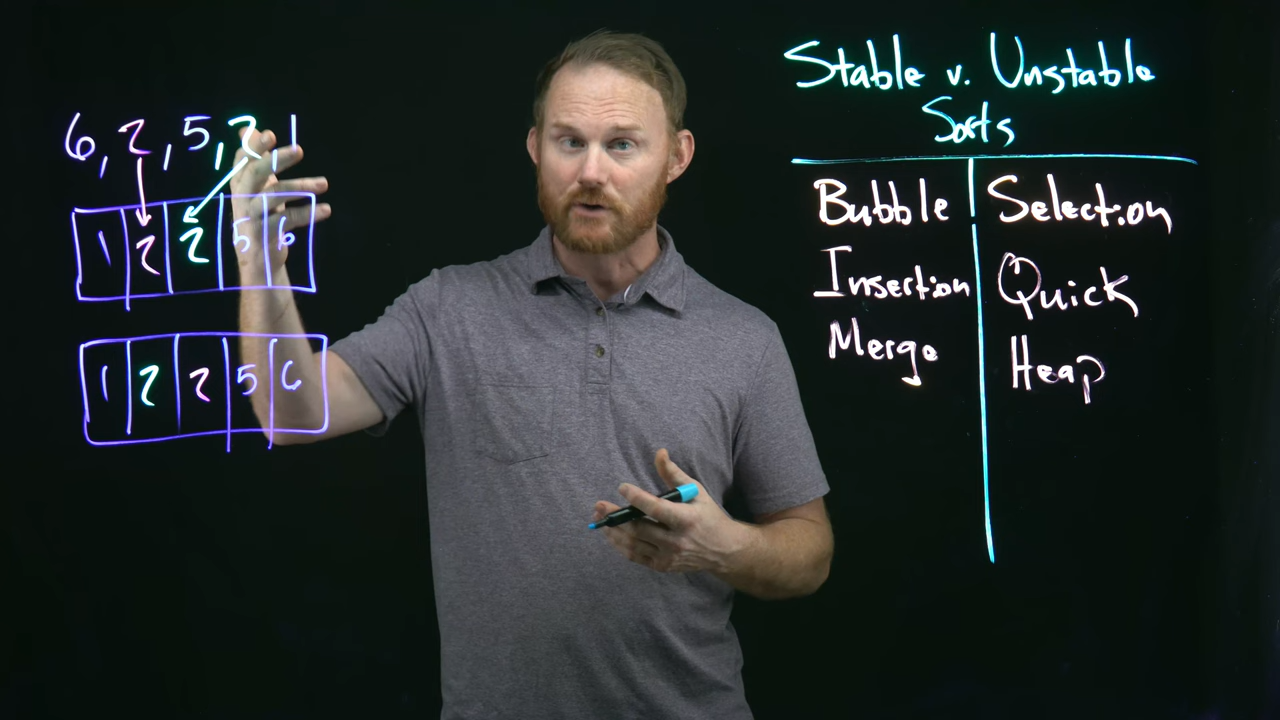 6, 2, 5, 2, 1
1 2 2 5 6
1 2 2 5 6
Stable v. Unstable
Sorts
Bubble Selection
Insertion Quick
Merge Heap